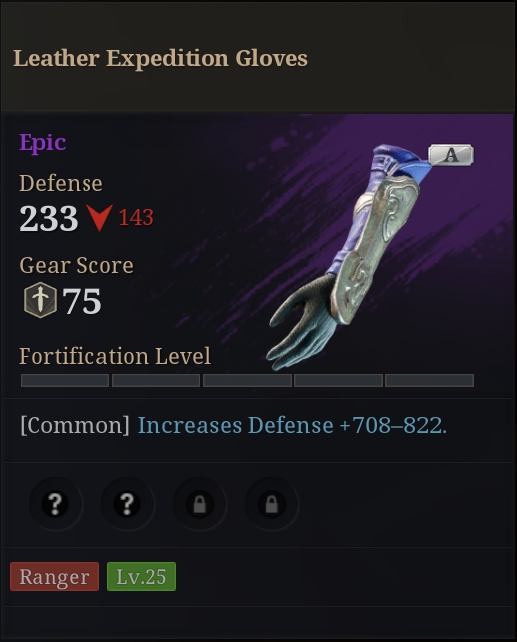 Leather Expedition Gloves
Epic
A
Defense
233 143
Gear Score
75
Fortification Level
[Common] Increases Defense +708–822.
? ?
Ranger Lv.25